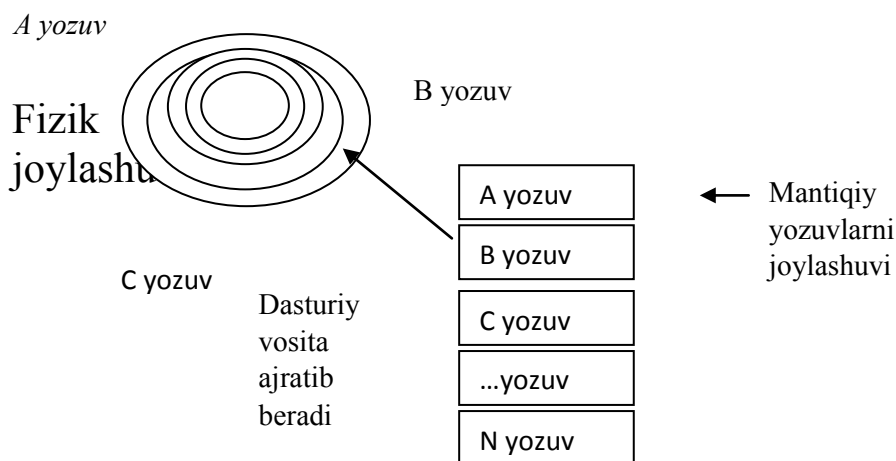 A yozuv
B yozuv
Fizik
joylashu
A yozuv
Mantiqiy
yozuvlarni
joylashuvi
B yozuv
C yozuv
Dasturiy
vosita
ajratib
beradi
C yozuv
...yozuv
N yozuv